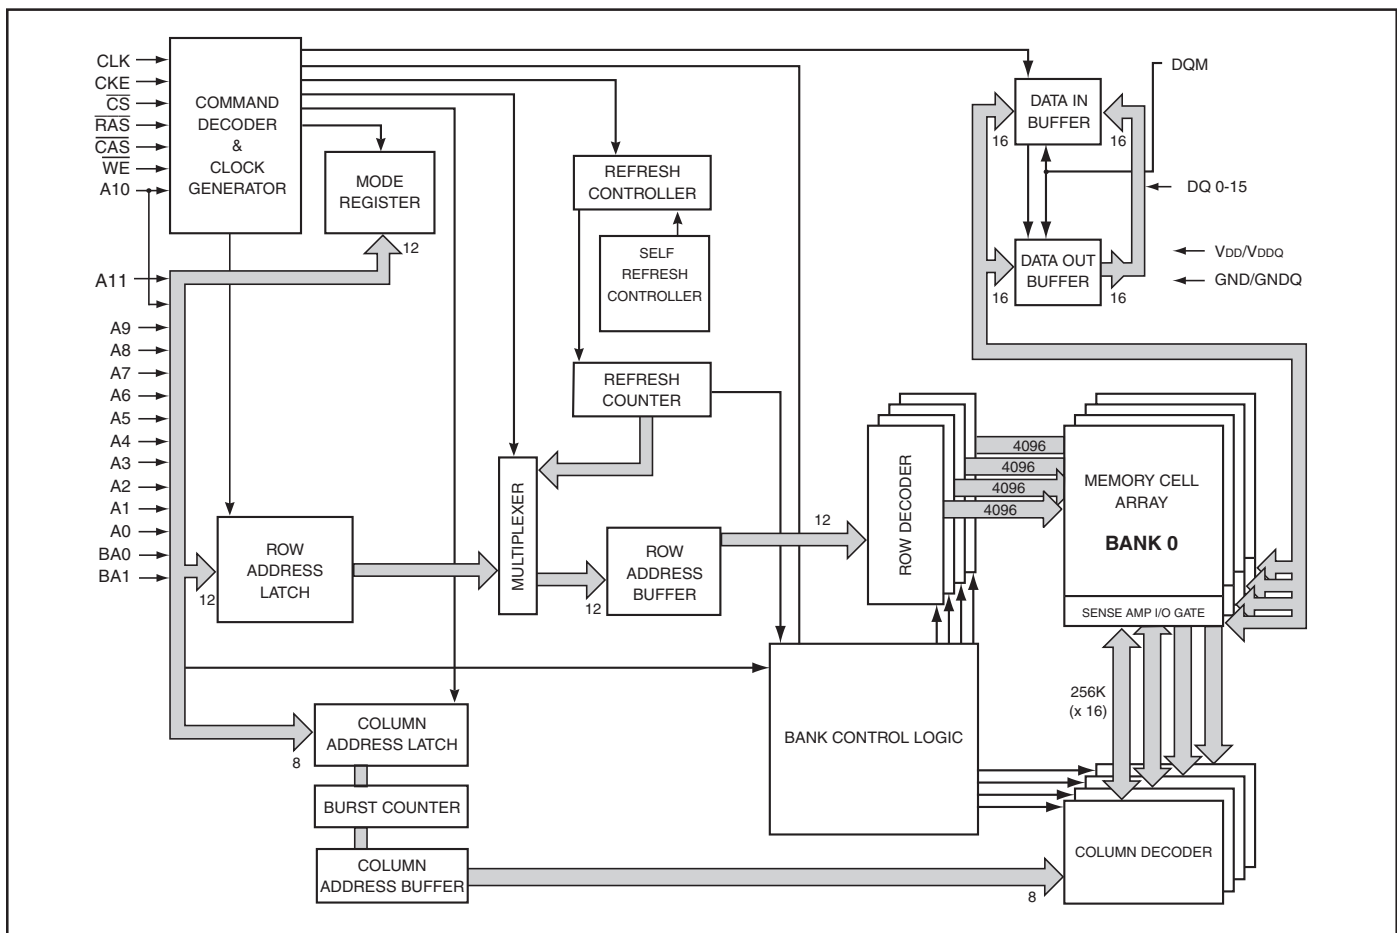 CLK
CKE
CS
RAS
CAS
WE
A10
A11
A9
A8
A7
A6
A5
A4
A3
A2
A1
A0
BA0
BA1
COMMAND
DECODER
&
CLOCK
GENERATOR
MODE
REGISTER
12
REFRESH
CONTROLLER
SELF
REFRESH
CONTROLLER
REFRESH
COUNTER
DATA IN
BUFFER
16
16
DQM
DQ 0-15
DATA OUT
BUFFER
16
16
VDD/VDDQ
GND/GNDQ
ROW
ADDRESS
LATCH
12
MULTIPLEXER
12
ROW
ADDRESS
BUFFER
12
ROW DECODER
4096
4096
4096
4096
MEMORY CELL
ARRAY
BANK 0
SENSE AMP I/O GATE
256K
(x 16)
BANK CONTROL LOGIC
COLUMN
ADDRESS LATCH
8
BURST COUNTER
COLUMN
ADDRESS BUFFER
8
COLUMN DECODER